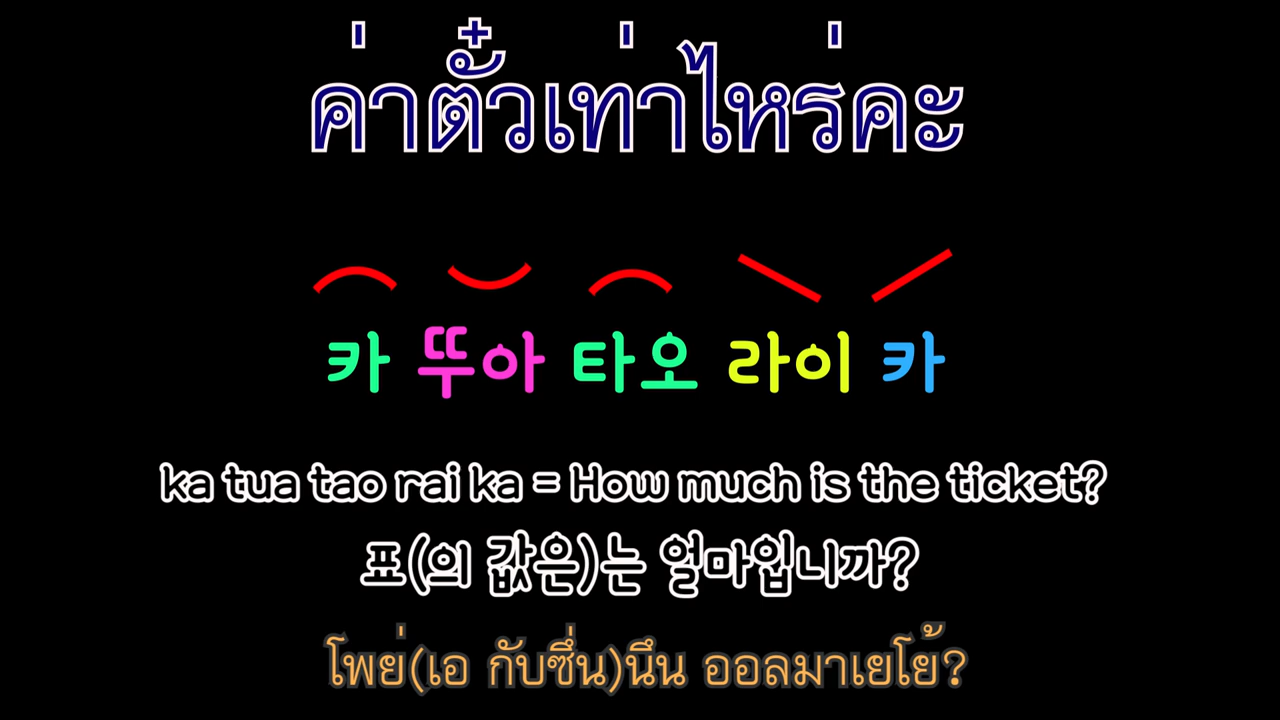 ค่าตั๋วเท่าไหร่คะ
카 뚜아 타오 라이 카
ka tua tao rai ka = How much is the ticket?
표(의 값은)는 얼마입니까?
โพย่(เอ กับซึ่น)นึน ออลมาเยโย้?